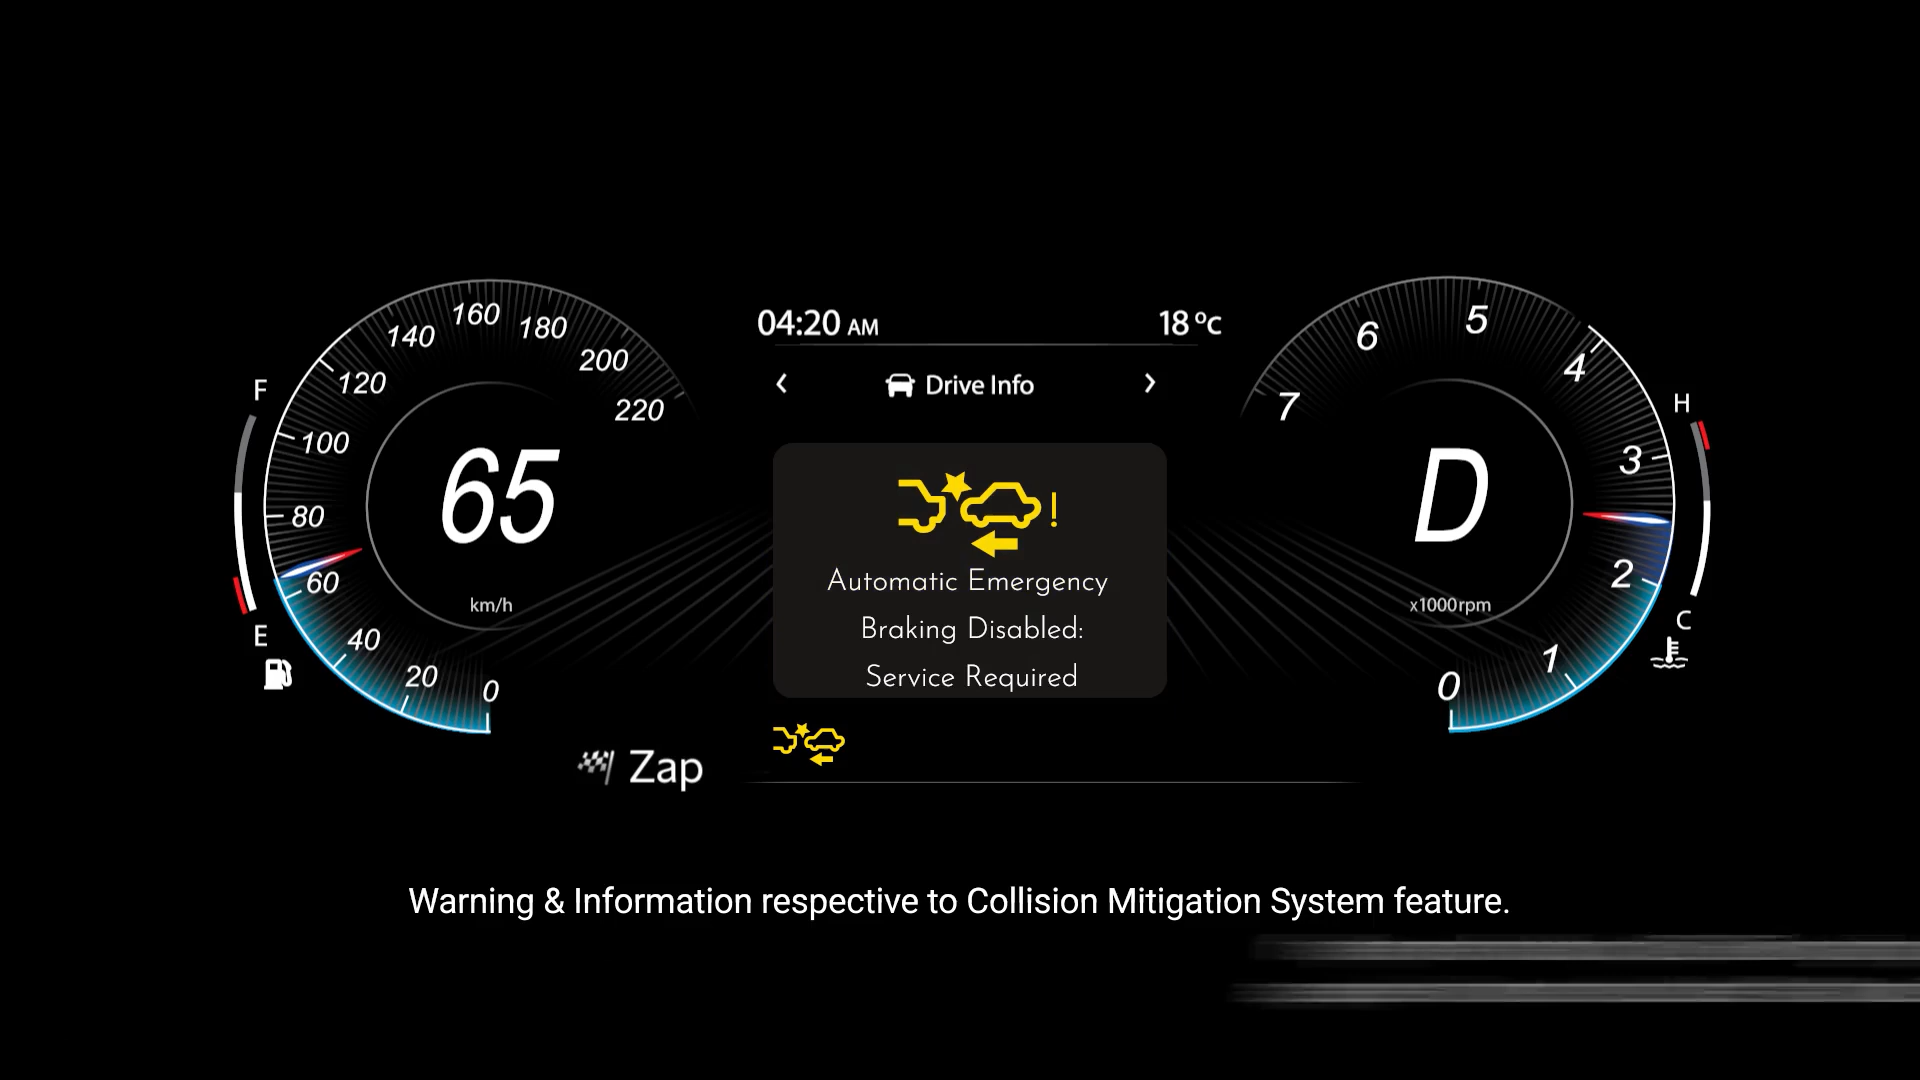 04:20 AM
18 °C
Drive Info
160
140
180
120
200
220
100
80
60
40
20
0
F
E
65
km/h
Automatic Emergency
Braking Disabled:
Service Required
!
Zap
7
6
5
4
3
2
1
0
D
x1000rpm
H
C
Warning & Information respective to Collision Mitigation System feature.